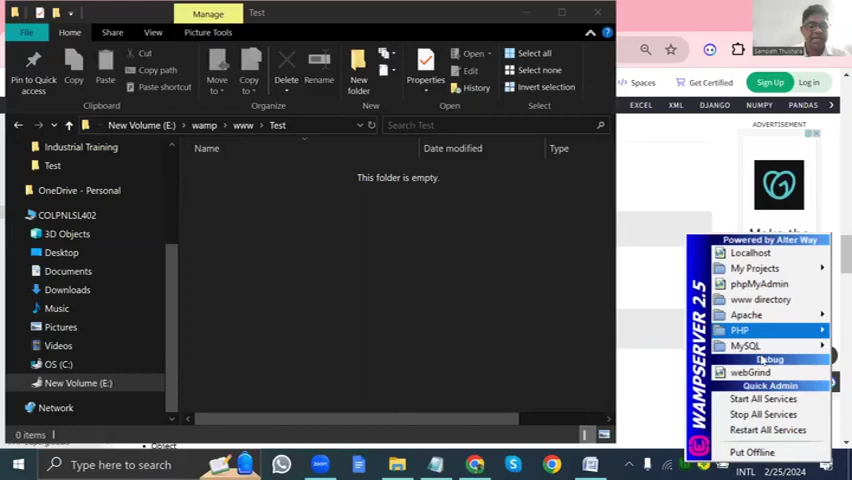 Manage
Test
File
Home
Share
View
Picture Tools
Pin to Quick
access
Copy
Paste
Cut
Copy path
Paste shortcut
Clipboard
Move
to
Copy
to
Delete
Rename
Organize
New
folder
New
Properties
Open
Edit
History
Open
Select all
Select none
Invert selection
Select
New Volume (E:)
wamp
www
Test
Search Test
Name
Date modified
Type
This folder is empty.
Industrial Training
Test
OneDrive - Personal
COLPNLSL402
3D Objects
Desktop
Documents
Downloads
Music
Pictures
Videos
OS (C:)
New Volume (E:)
Network
0 items
Object
Sampath Thushara
Spaces
Get Certified
Sign Up
Log in
EXCEL
XML
DJANGO
NUMPY
PANDAS
ADVERTISEMENT
WAMPSERVER 2.5
Powered by Alter Way
Localhost
My Projects
phpMyAdmin
www directory
Apache
PHP
MySQL
Debug
webGrind
Quick Admin
Start All Services
Stop All Services
Restart All Services
Put Offline
Type here to search
INTL
2/25/2024